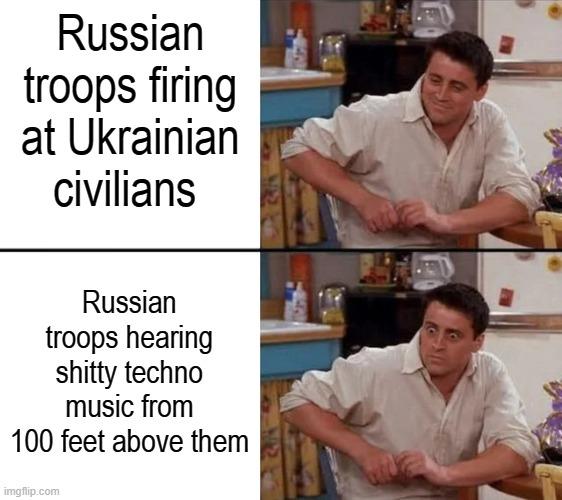 Russian
troops firing
at Ukrainian
civilians
Russian
troops hearing
shitty techno
music from
100 feet above them
imgflip.com